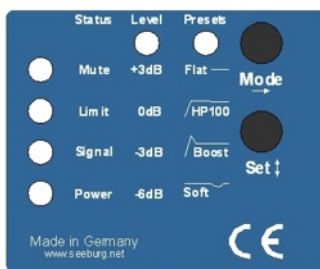 Status Level Presets
Mute +3dB Flat
Mode
Limit 0dB HP100
Signal -3dB Boost
Set
Power -6dB Soft
Made in Germany
www.seeburg.net
CE